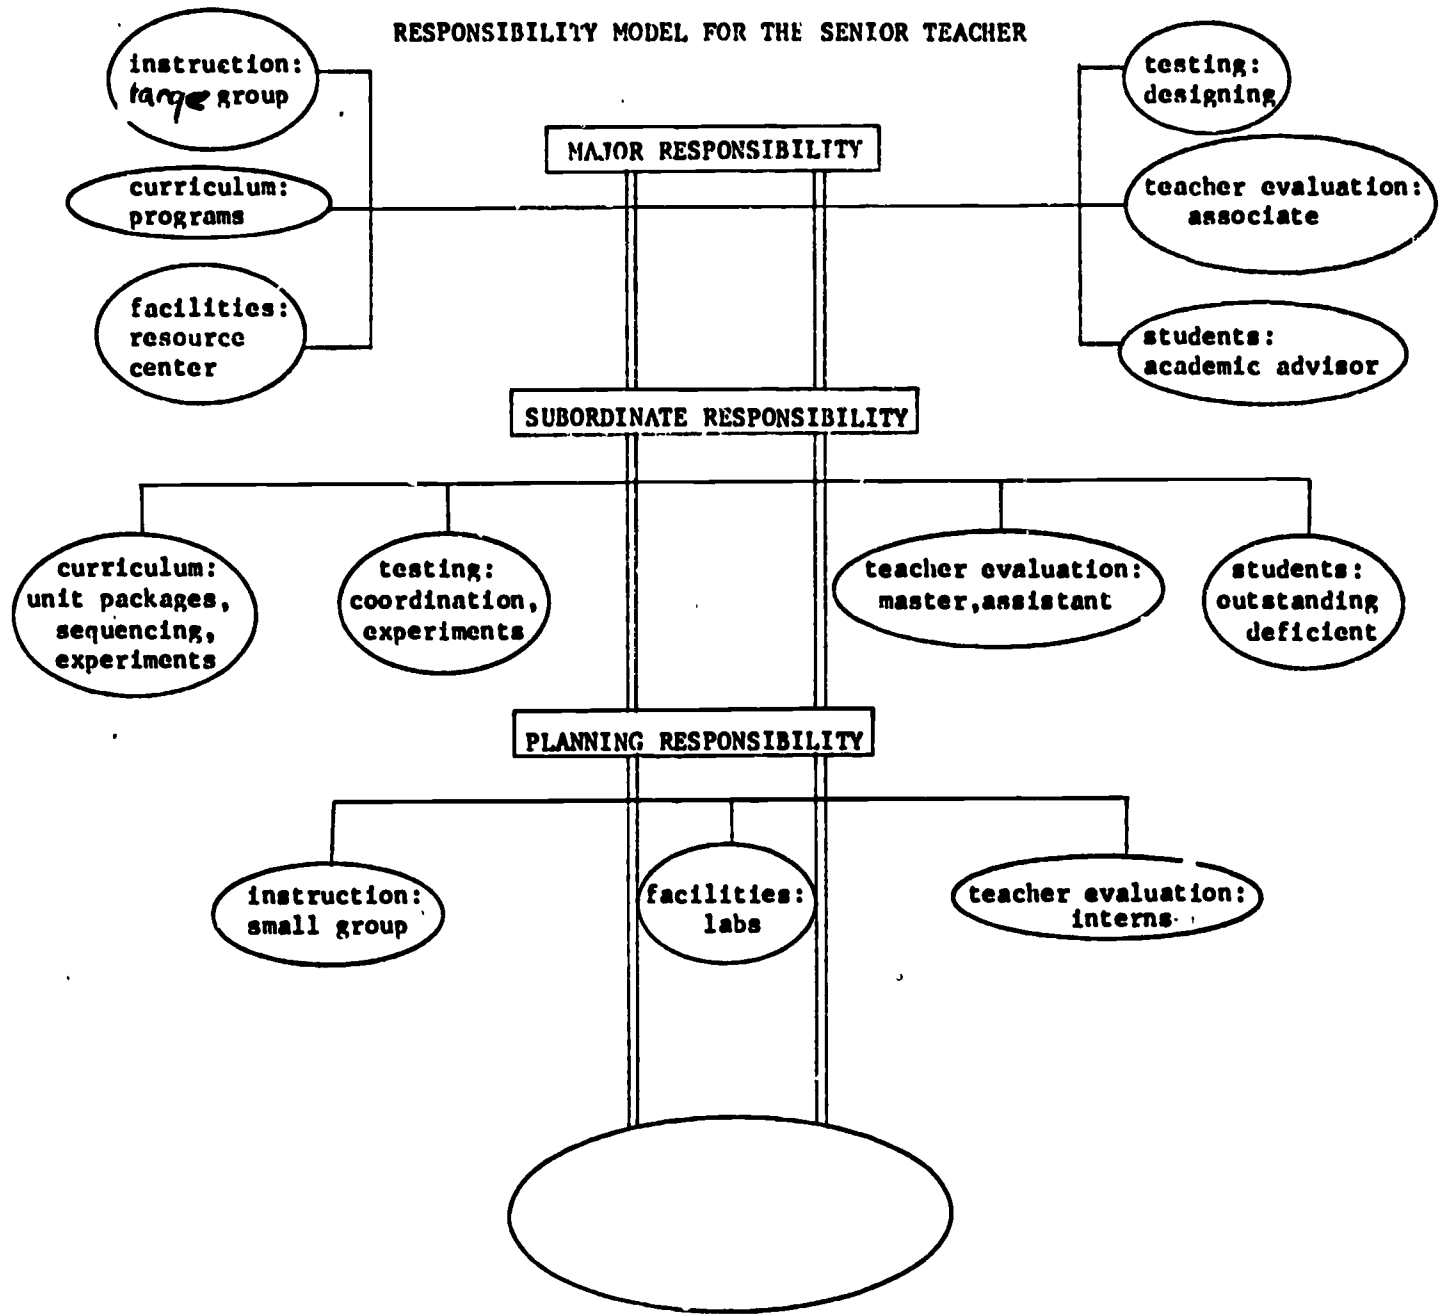 RESPONSIBILITY MODEL FOR THE SENIOR TEACHER
instruction:
group
curriculum:
programs
facilities:
resource
center
MAJOR RESPONSIBILITY
testing:
designing
teacher evaluation:
associate
students:
academic advisor
SUBORDINATE RESPONSIBILITY
curriculum:
unit packages,
sequencing,
experiments
testing:
coordination,
experiments
teacher evaluation:
master,assistant
students:
outstanding
deficient
PLANNING RESPONSIBILITY
instruction:
small group
facilities:
labs
teacher evaluation:
interns